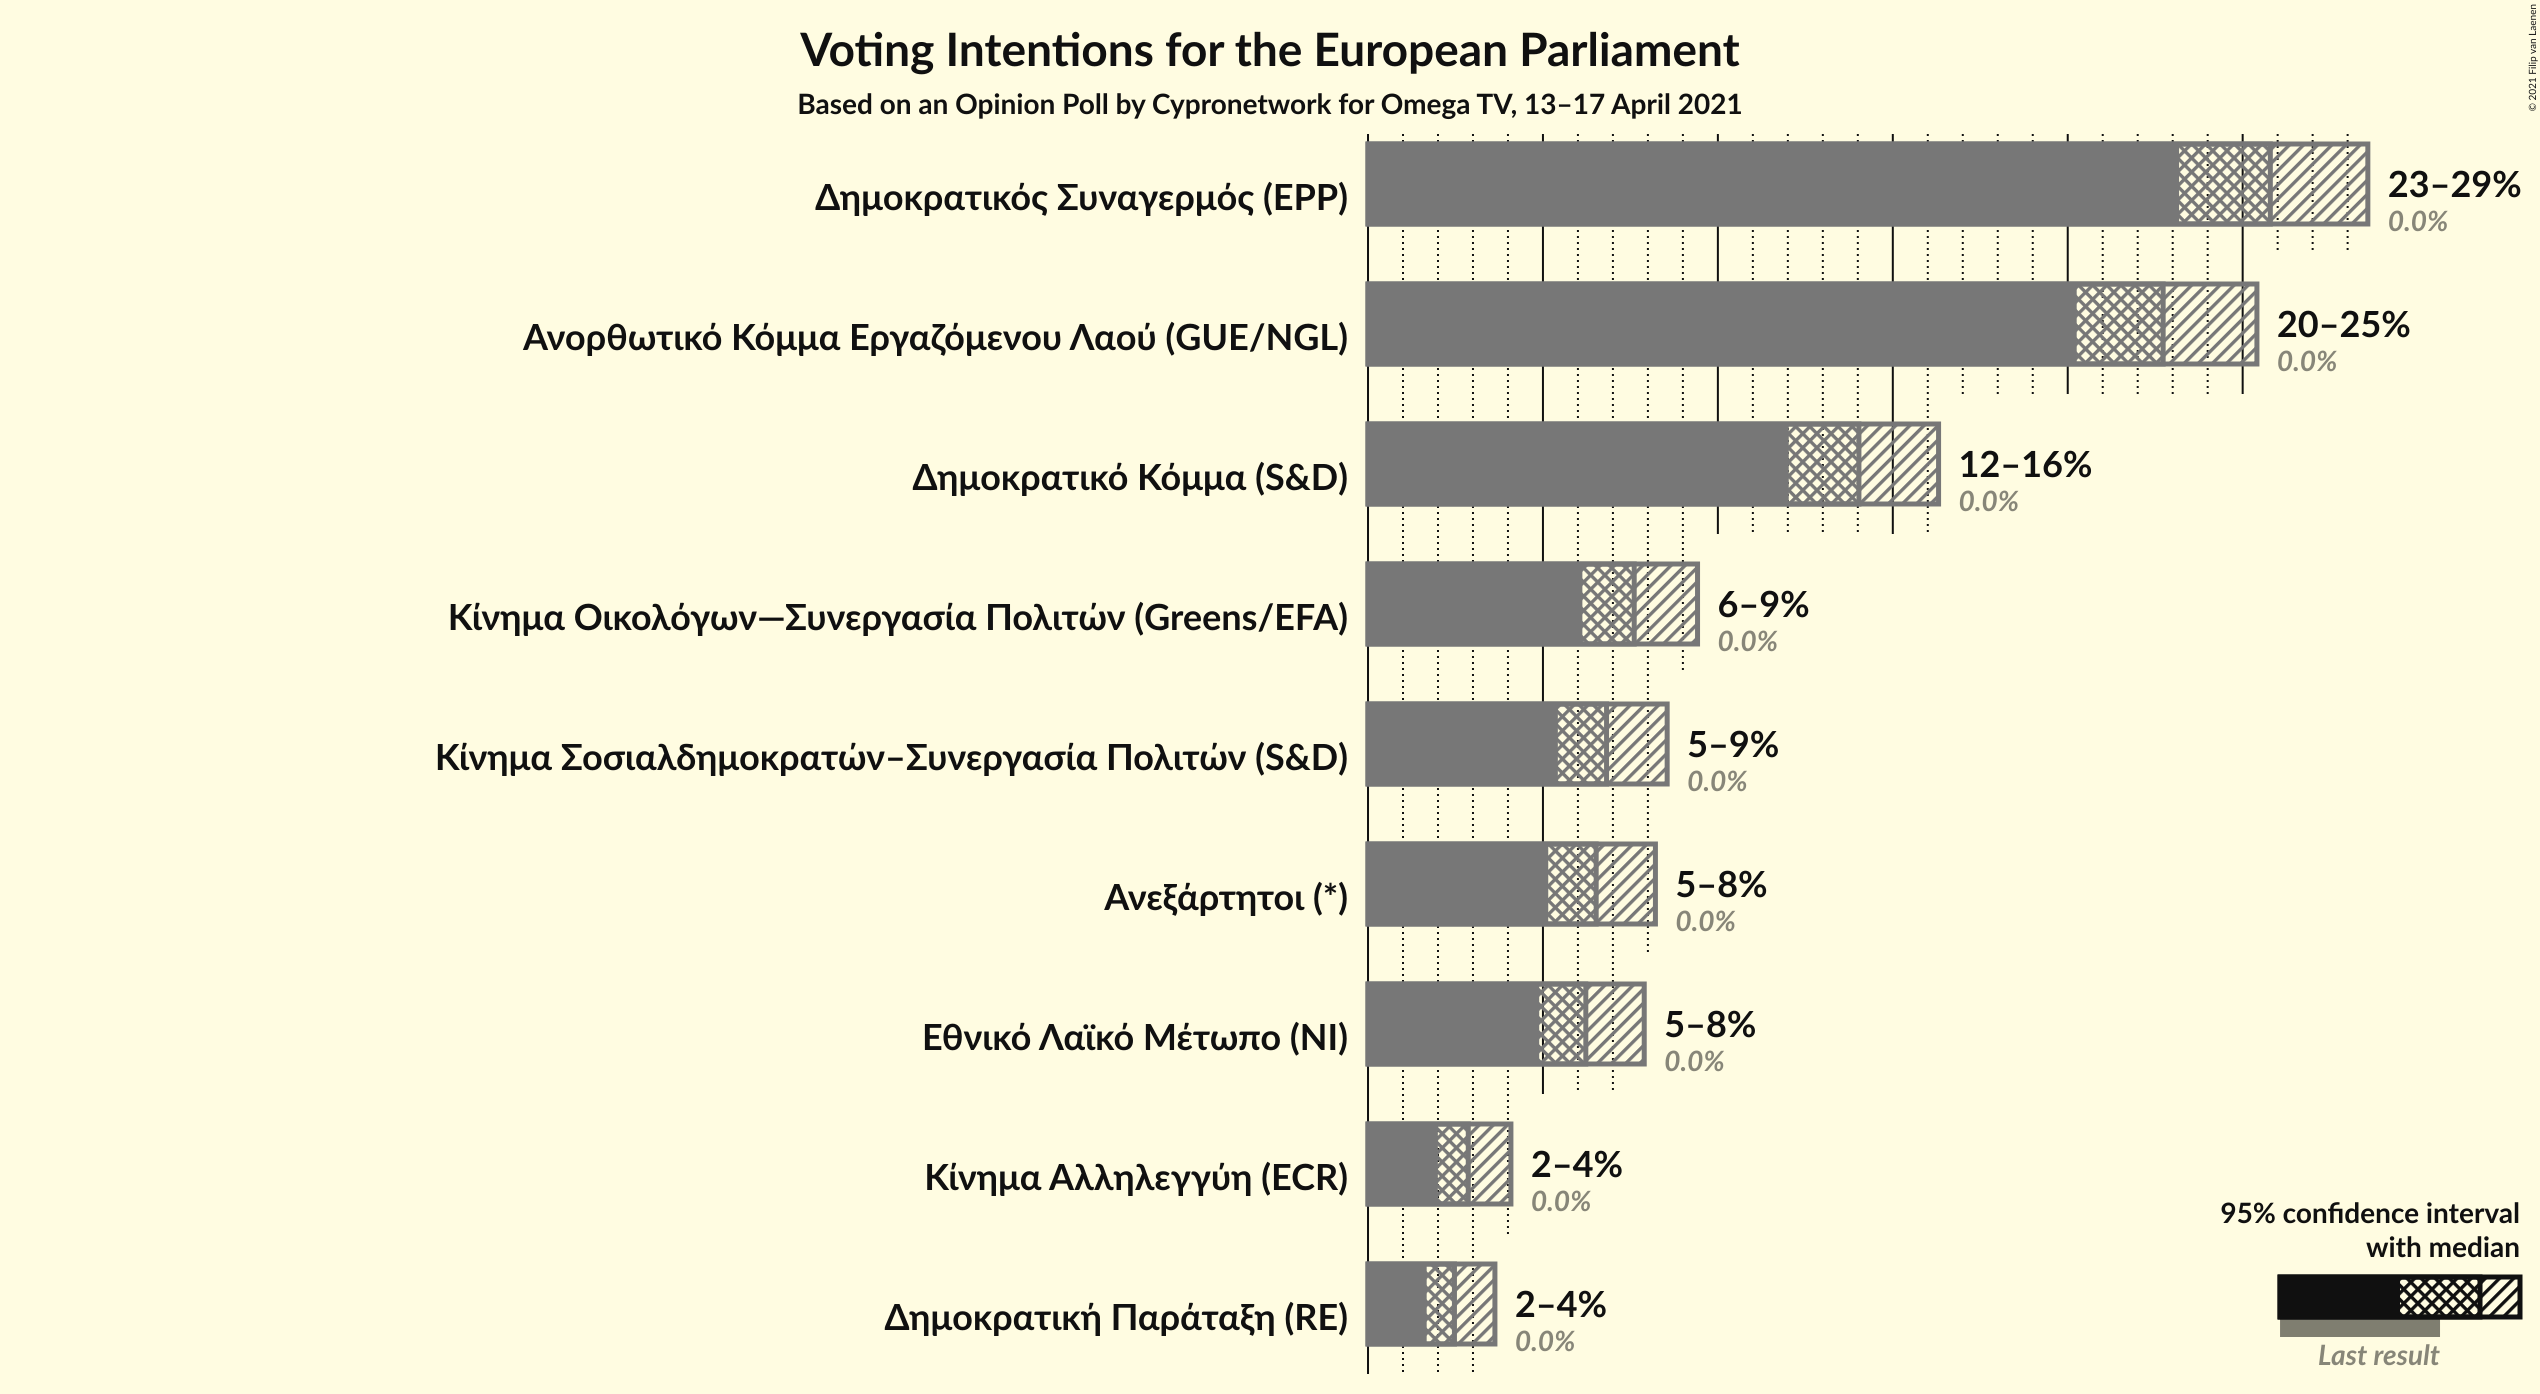 Voting Intentions for the European Parliament
Based on an Opinion Poll by Cypronetwork for Omega TV, 13–17 April 2021
© 2021 Filip van Laenen
Δημοκρατικός Συναγερμός (EPP)
23–29%
0.0%
Ανορθωτικό Κόμμα Εργαζόμενου Λαού (GUE/NGL)
20–25%
0.0%
Δημοκρατικό Κόμμα (S&D)
12–16%
0.0%
Κίνημα Οικολόγων—Συνεργασία Πολιτών (Greens/EFA)
6–9%
0.0%
Κίνημα Σοσιαλδημοκρατών–Συνεργασία Πολιτών (S&D)
5–9%
0.0%
Ανεξάρτητοι (*)
5–8%
0.0%
Εθνικό Λαϊκό Μέτωπο (NI)
5–8%
0.0%
Κίνημα Αλληλεγγύη (ECR)
2–4%
0.0%
Δημοκρατική Παράταξη (RE)
2–4%
0.0%
95% confidence interval
with median
Last result